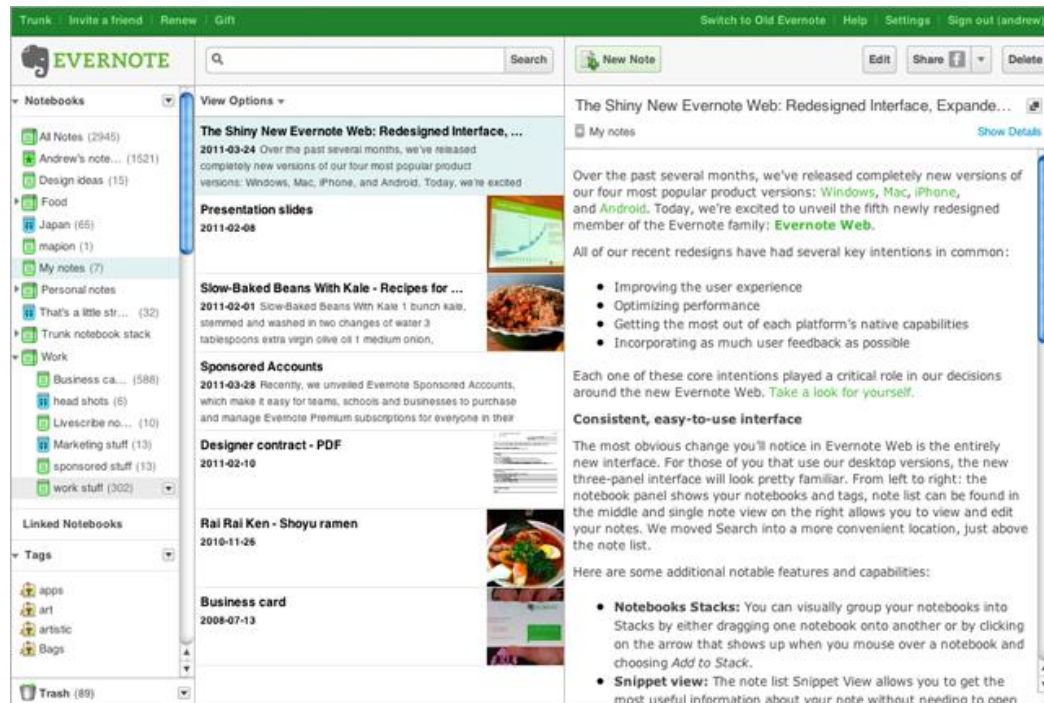 Trunk Invite a friend Renew Gift
Switch to Old Evernote Help Settings Sign out (andrew)
EVERNOTE
Search
New Note
Edit Share Delete
Notebooks
All Notes (2945)
Andrew's note... (1521)
Design ideas (15)
Food
Japan (65)
mapion (1)
My notes (7)
Personal notes
That's a little str... (32)
Trunk notebook stack
Work
Business ca... (588)
head shots (6)
Livescribe no... (10)
Marketing stuff (13)
sponsored stuff (13)
work stuff (302)
Linked Notebooks
Tags
apps
art
artistic
Bags
Trash (89)
View Options
The Shiny New Evernote Web: Redesigned Interface, ...
2011-03-24 Over the past several months, we've released
completely new versions of our four most popular product
versions: Windows, Mac, iPhone, and Android. Today, we're excited
Presentation slides
2011-02-08
Slow-Baked Beans With Kale - Recipes for ...
2011-02-01 Slow-Baked Beans With Kale 1 bunch kale,
stemmed and washed in two changes of water 3
tablespoons extra virgin olive oil 1 medium onion,
Sponsored Accounts
2011-03-28 Recently, we unveiled Evernote Sponsored Accounts,
which make it easy for teams, schools and businesses to purchase
and manage Evernote Premium subscriptions for everyone in their
Designer contract - PDF
2011-02-10
Rai Rai Ken - Shoyu ramen
2010-11-26
Business card
2008-07-13
The Shiny New Evernote Web: Redesigned Interface, Expande...
My notes
Show Details
Over the past several months, we've released completely new versions of
our four most popular product versions: Windows, Mac, iPhone,
and Android. Today, we're excited to unveil the fifth newly redesigned
member of the Evernote family: Evernote Web.
All of our recent redesigns have had several key intentions in common:
• Improving the user experience
• Optimizing performance
• Getting the most out of each platform's native capabilities
• Incorporating as much user feedback as possible
Each one of these core intentions played a critical role in our decisions
around the new Evernote Web. Take a look for yourself.
Consistent, easy-to-use interface
The most obvious change you'll notice in Evernote Web is the entirely
new interface. For those of you that use our desktop versions, the new
three-panel interface will look pretty familiar. From left to right: the
notebook panel shows your notebooks and tags, note list can be found in
the middle and single note view on the right allows you to view and edit
your notes. We moved Search into a more convenient location, just above
the note list.
Here are some additional notable features and capabilities:
• Notebooks Stacks: You can visually group your notebooks into
Stacks by either dragging one notebook onto another or by clicking
on the arrow that shows up when you mouse over a notebook and
choosing Add to Stack.
• Snippet view: The note list Snippet View allows you to get the
most useful information about your note without needing to open